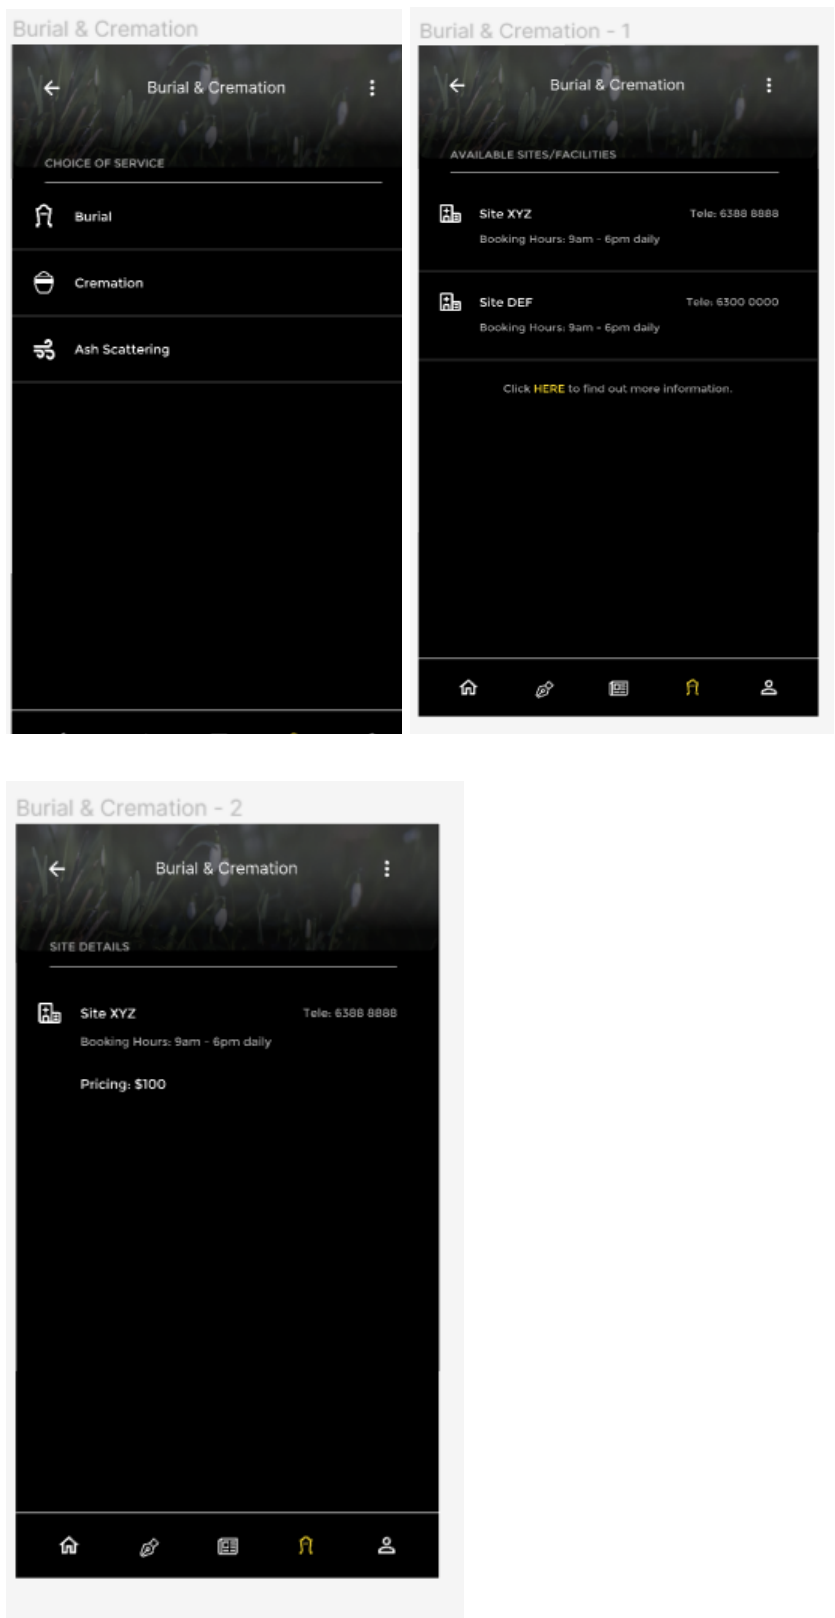 Burial & Cremation
Burial & Cremation
CHOICE OF SERVICE
Burial
Cremation
Ash Scattering
Burial & Cremation - 1
Burial & Cremation
AVAILABLE SITES/FACILITIES
Site XYZ Tele: 6388 8888
Booking Hours: 9am - 6pm daily
Site DEF Tele: 6300 0000
Booking Hours: 9am - 6pm daily
Click HERE to find out more information.
Burial & Cremation - 2
Burial & Cremation
SITE DETAILS
Site XYZ Tele: 6388 8888
Booking Hours: 9am - 6pm daily
Pricing: $100